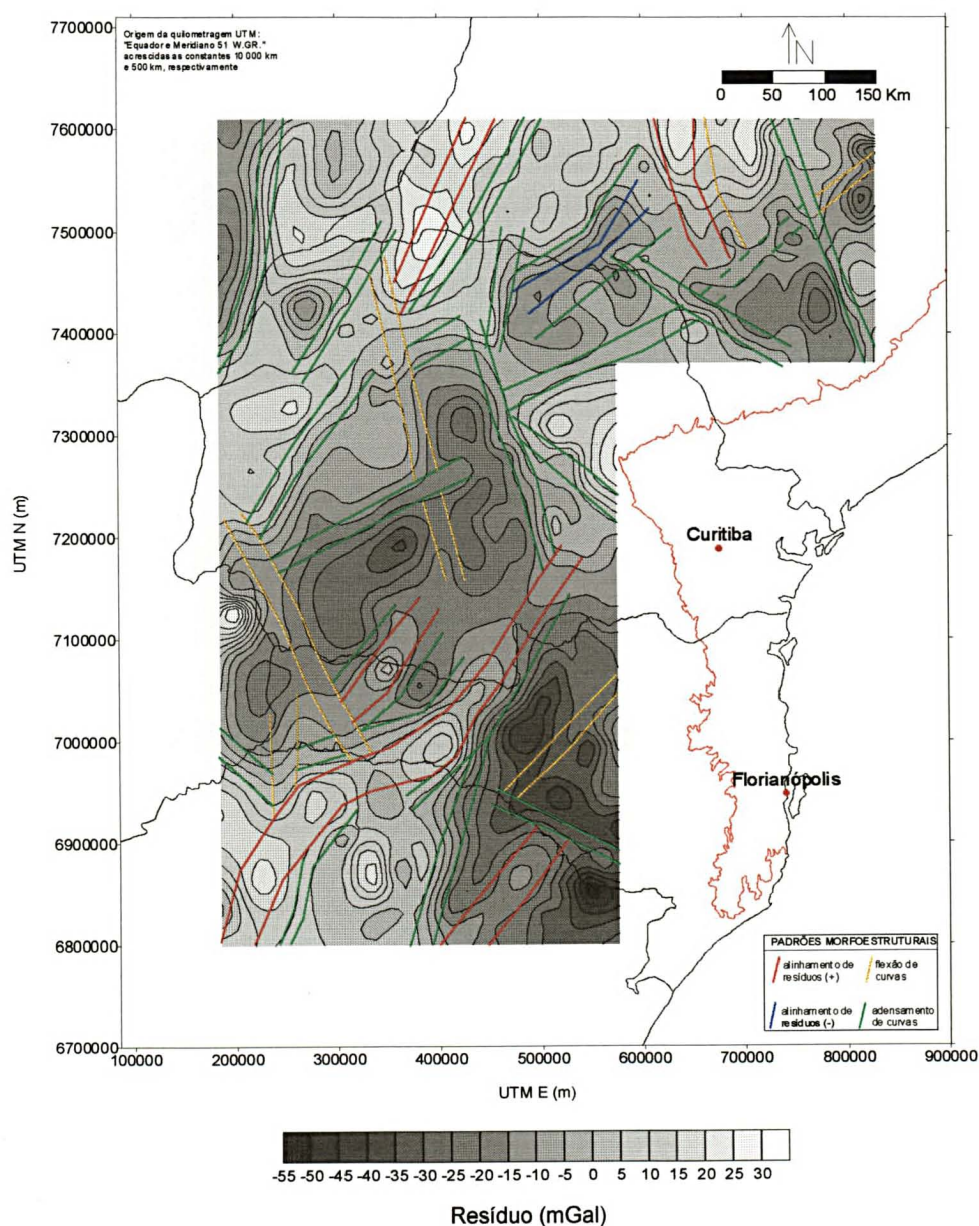 Origem da quilometragem UTM:
"Equador e Meridiano 51 W.GR."
acrescidas as constantes 10 000 km
e 500 km, respectivamente
N
0 50 100 150 Km
7700000
7600000
7500000
7400000
7300000
7200000
7100000
7000000
6900000
6800000
6700000
UTM N (m)
Curitiba
Florianópolis
PADRÕES MORFOESTRUTURAIS
alinhamento de
resíduos (+)
flexão de
curvas
alinhamento de
resíduos (-)
adensamento
de curvas
100000 200000 300000 400000 500000 600000 700000 800000 900000
UTM E (m)
-55 -50 -45 -40 -35 -30 -25 -20 -15 -10 -5 0 5 10 15 20 25 30
Resíduo (mGal)